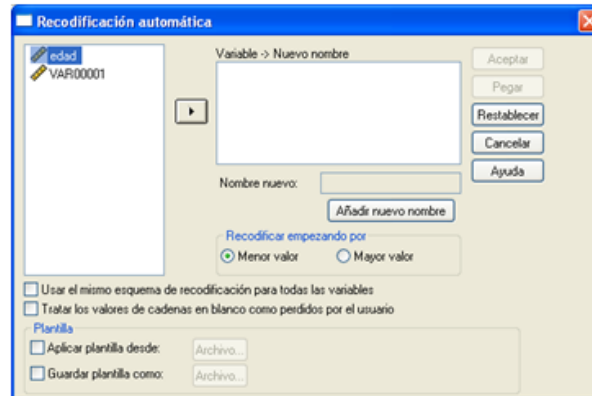 Recodificación automática
edad
VAR00001
Variable -> Nuevo nombre
Aceptar
Pegar
Restablecer
Cancelar
Ayuda
Nombre nuevo:
Añadir nuevo nombre
Recodificar empezando por
Menor valor
Mayor valor
Usar el mismo esquema de recodificación para todas las variables
Tratar los valores de cadenas en blanco como perdidos por el usuario
Plantilla
Aplicar plantilla desde: Archivo...
Guardar plantilla como: Archivo...